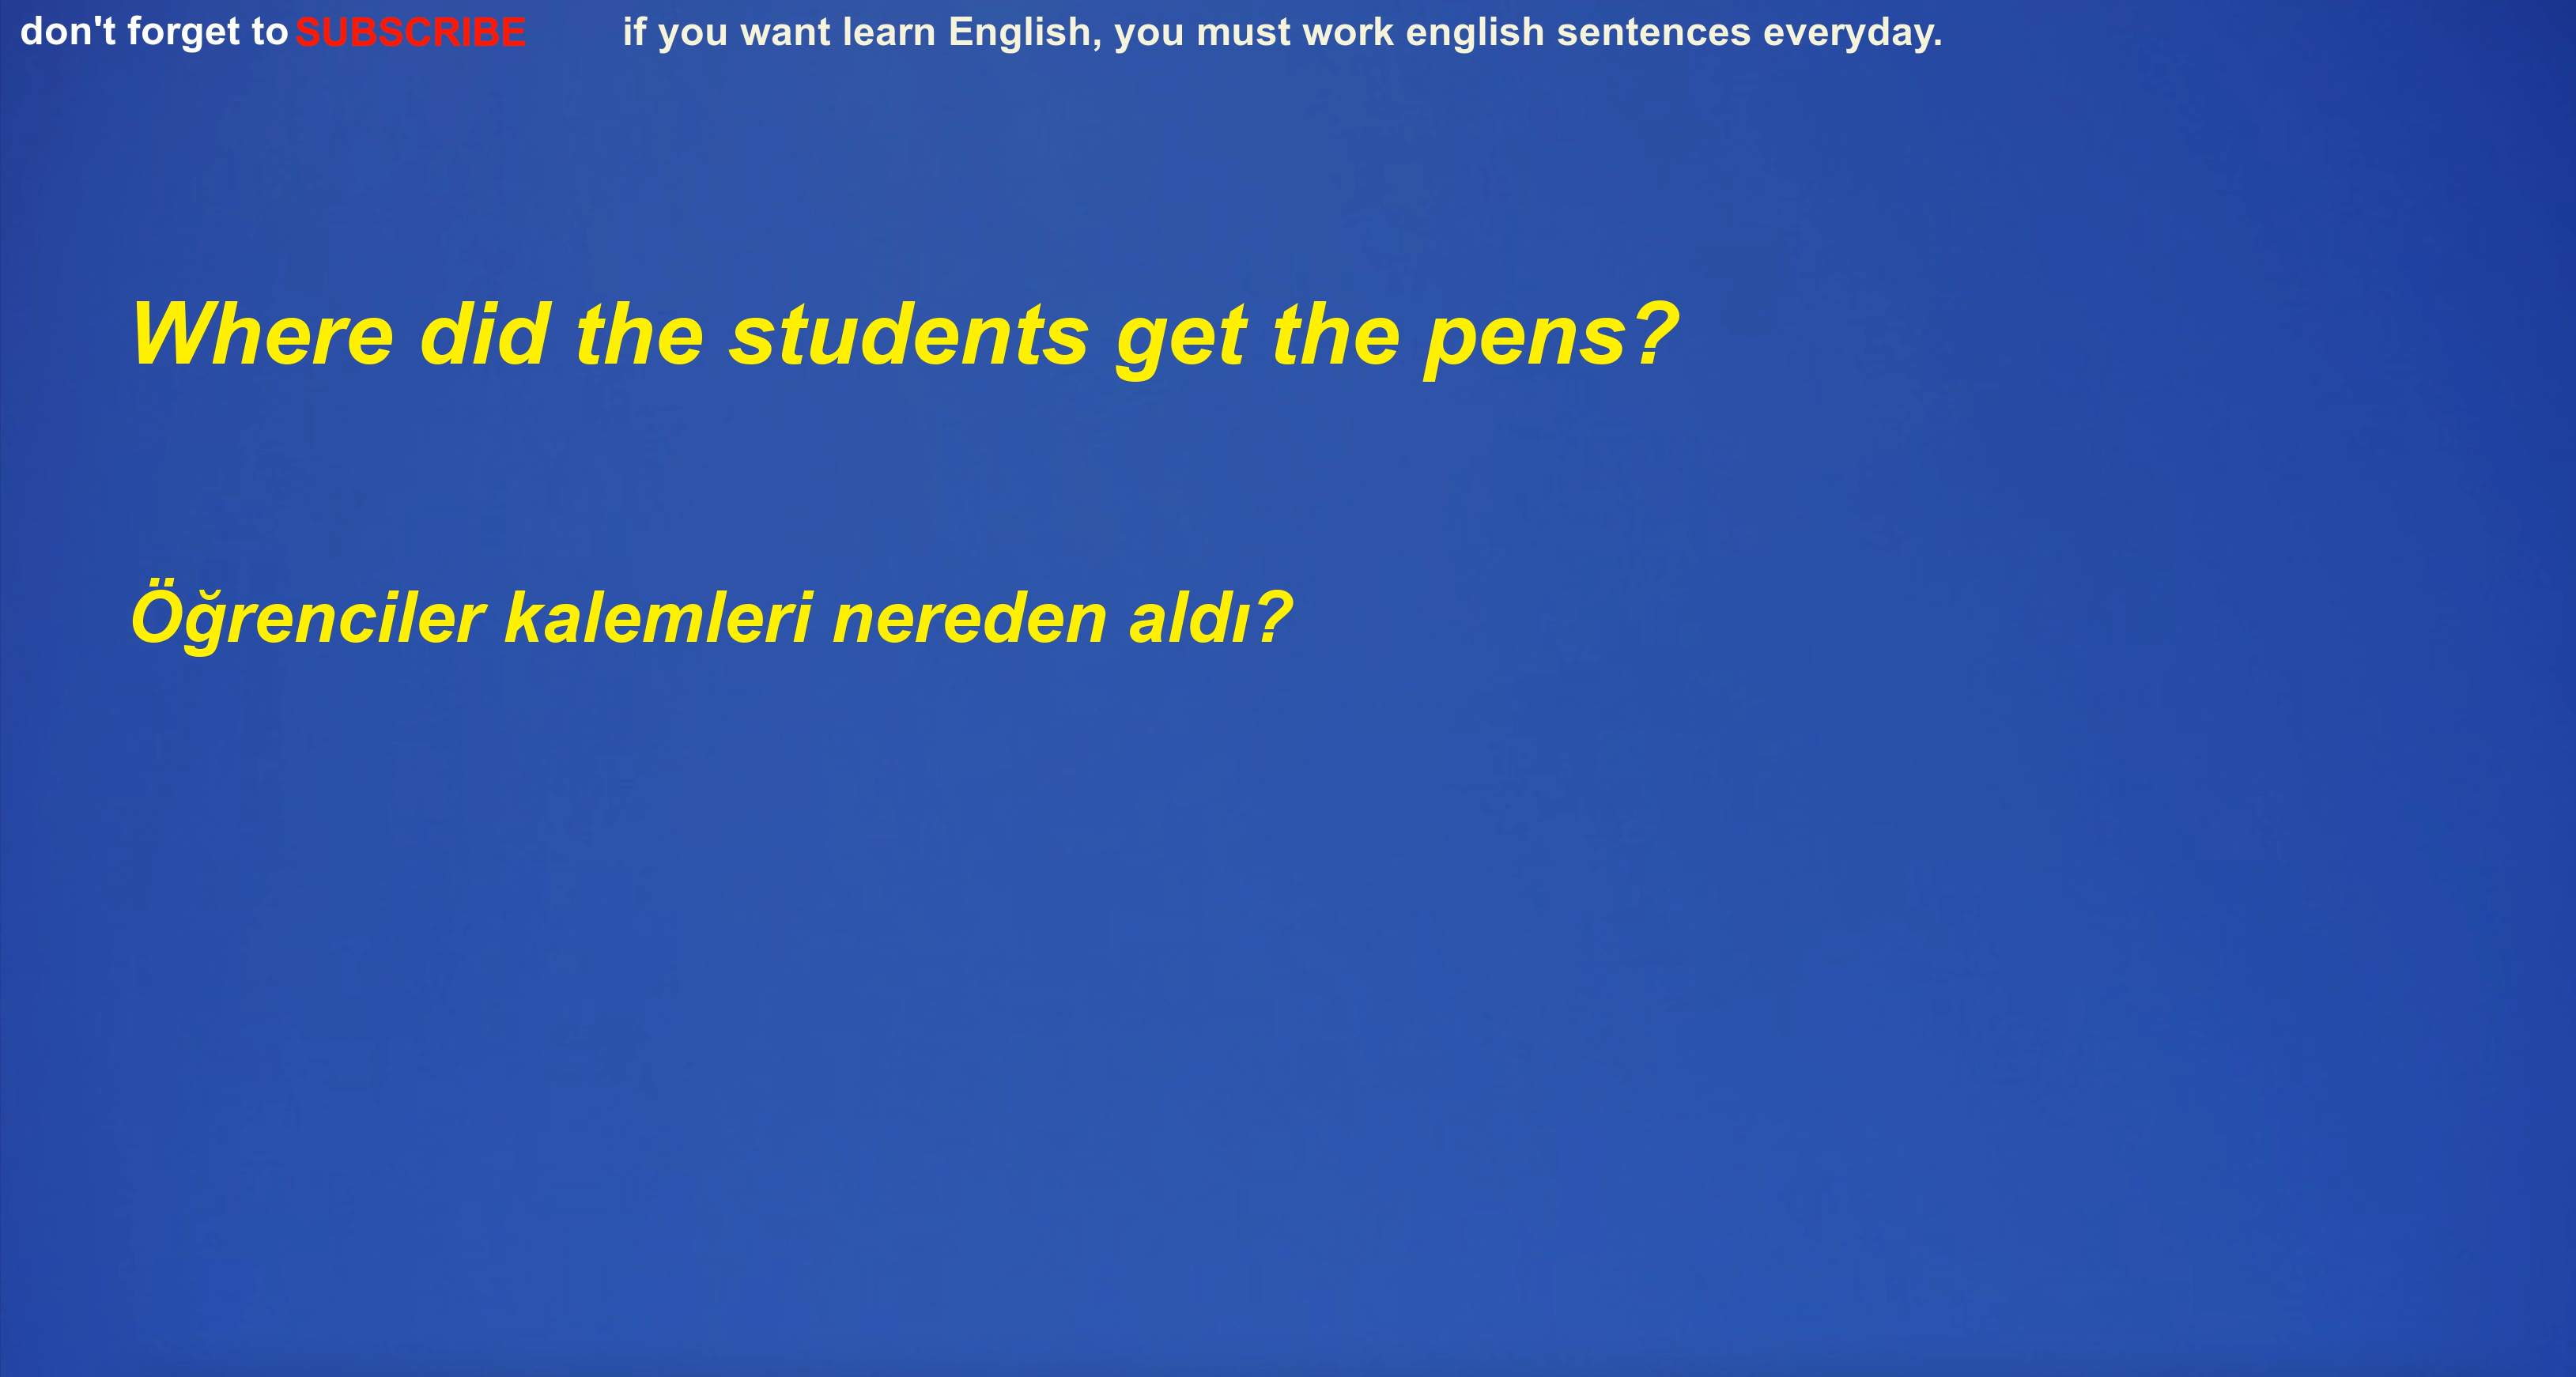 don't forget to SUBSCRIBE if you want learn English, you must work english sentences everyday.
Where did the students get the pens?
Öğrenciler kalemleri nereden aldı?